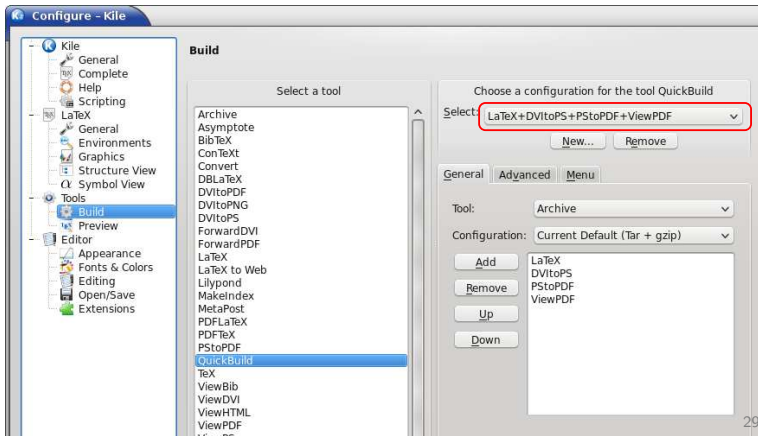 Configure – Kile
Kile
General
Complete
Help
Scripting
LaTeX
General
Environments
Graphics
Structure View
Symbol View
Tools
Build
Preview
Editor
Appearance
Fonts & Colors
Editing
Open/Save
Extensions
Build
Select a tool
Archive
Asymptote
BibTeX
ConTeXt
Convert
DBLaTeX
DVItoPDF
DVItoPNG
DVItoPS
ForwardDVI
ForwardPDF
LaTeX
LaTeX to Web
Lilypond
MakeIndex
MetaPost
PDFLaTeX
PDFTeX
PStoPDF
QuickBuild
TeX
ViewBib
ViewDVI
ViewHTML
ViewPDF
Choose a configuration for the tool QuickBuild
Select: LaTeX+DVItoPS+PStoPDF+ViewPDF
New... Remove
General Advanced Menu
Tool: Archive
Configuration: Current Default (Tar + gzip)
Add
Remove
Up
Down
LaTeX
DVItoPS
PStoPDF
ViewPDF
29